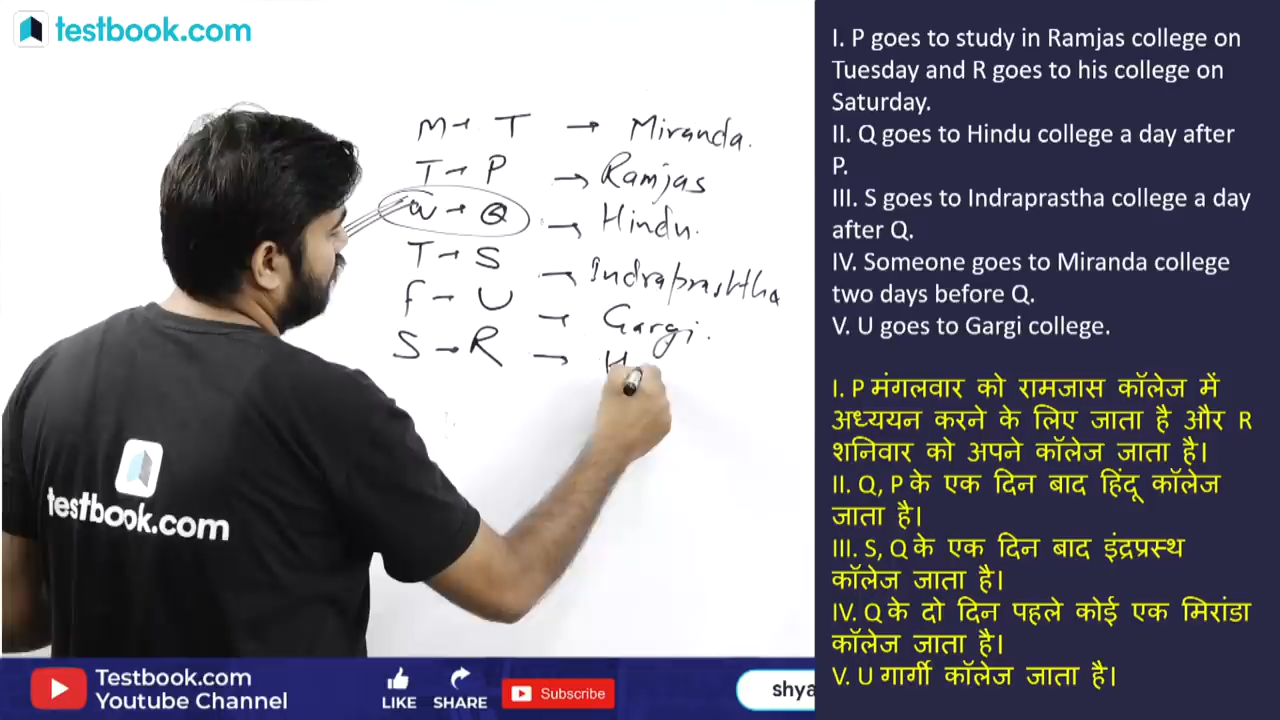 testbook.com
M → T → Miranda.
T → P → Ramjas
W → Q → Hindu.
T → S → Indraprashtha
F → U → Gargi.
S → R → H
testbook.com
I. P goes to study in Ramjas college on
Tuesday and R goes to his college on
Saturday.
II. Q goes to Hindu college a day after
P.
III. S goes to Indraprastha college a day
after Q.
IV. Someone goes to Miranda college
two days before Q.
V. U goes to Gargi college.
I. P मंगलवार को रामजास कॉलेज में
अध्ययन करने के लिए जाता है और R
शनिवार को अपने कॉलेज जाता है।
II. Q, P के एक दिन बाद हिंदू कॉलेज
जाता है।
III. S, Q के एक दिन बाद इंद्रप्रस्थ
कॉलेज जाता है।
IV. Q के दो दिन पहले कोई एक मिरांडा
कॉलेज जाता है।
V. U गार्गी कॉलेज जाता है।
Testbook.com
Youtube Channel
LIKE
SHARE
Subscribe
shya